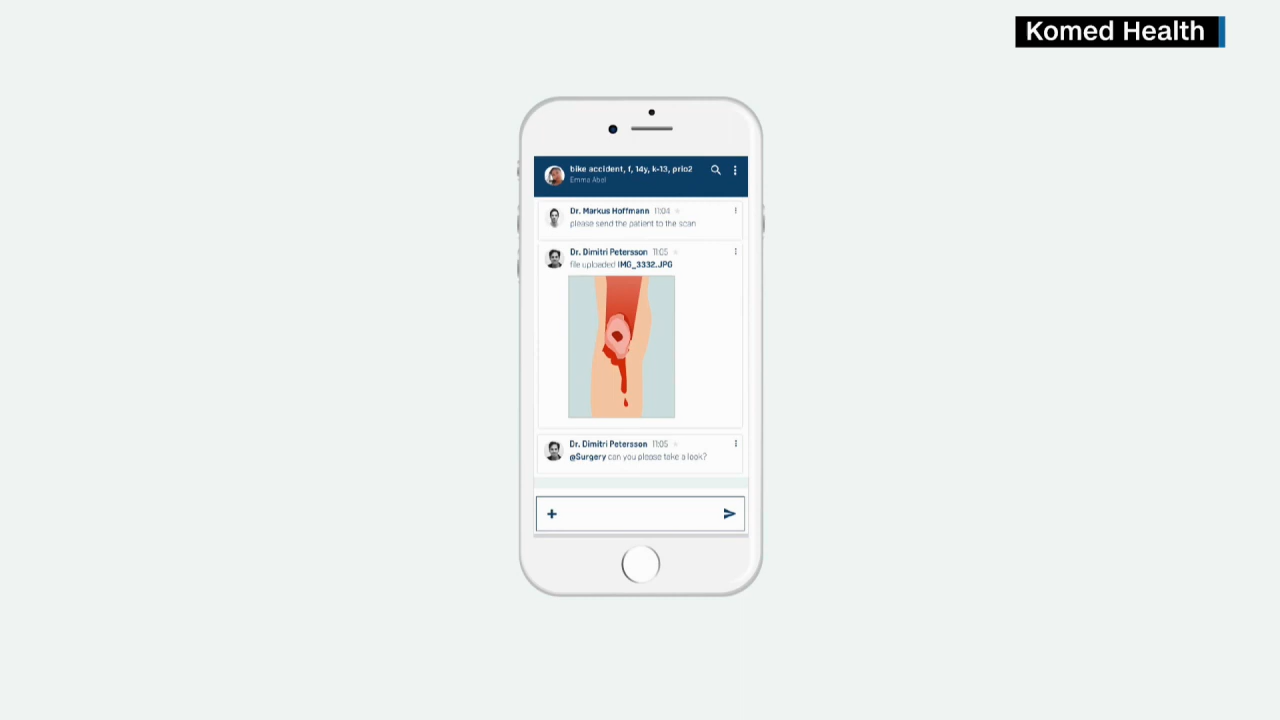 Komed Health
bike accident, f, 14y, k-13, prio2
Emma Abel
Dr. Markus Hoffmann 11:04
please send the patient to the scan
Dr. Dimitri Petersson 11:05
file uploaded IMG_3332.JPG
Dr. Dimitri Petersson 11:05
@Surgery can you please take a look?